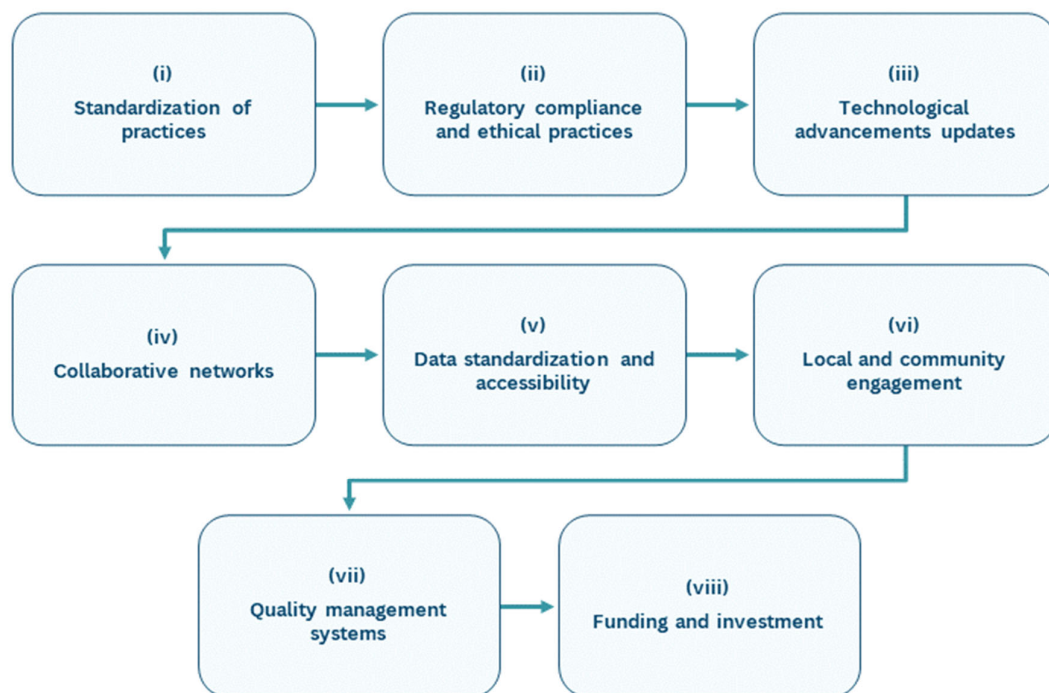 (i)
Standardization of
practices
(ii)
Regulatory compliance
and ethical practices
(iii)
Technological
advancements updates
(iv)
Collaborative networks
(v)
Data standardization and
accessibility
(vi)
Local and community
engagement
(vii)
Quality management
systems
(viii)
Funding and investment